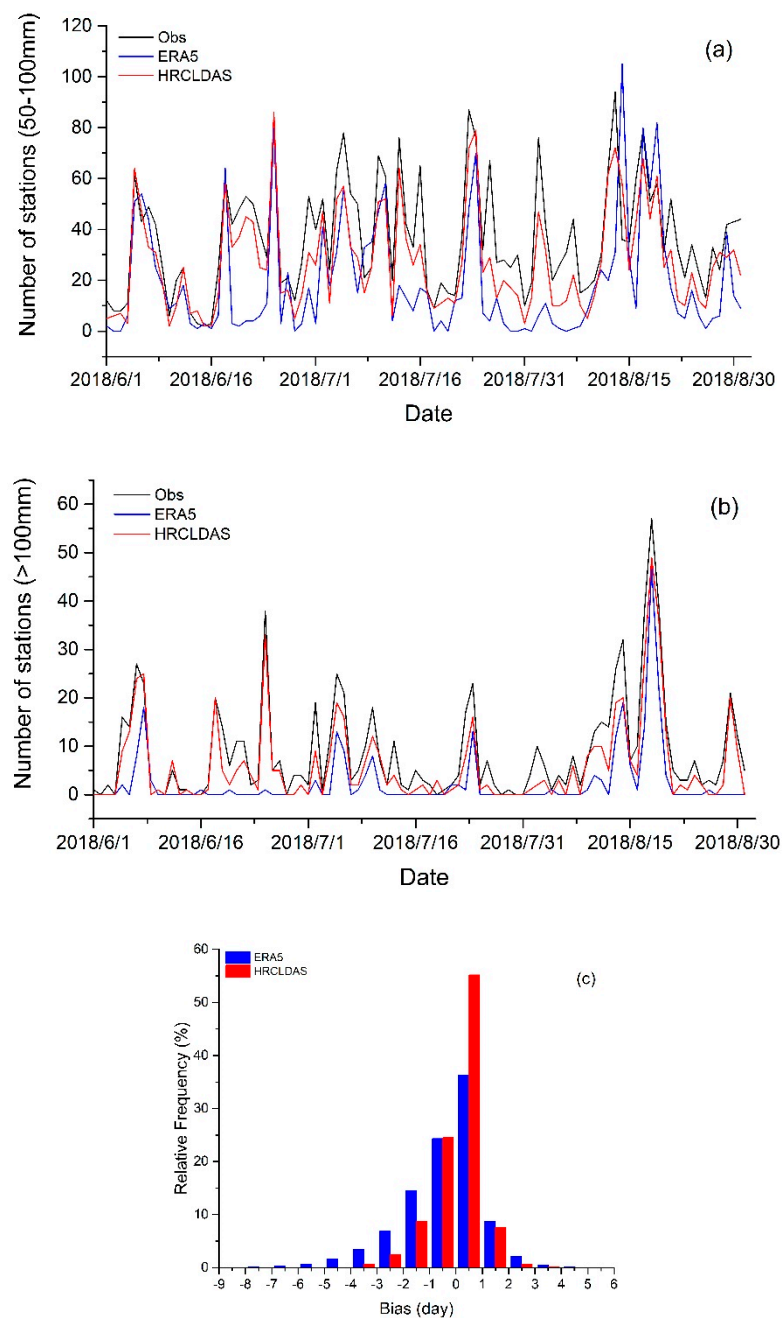 Number of stations (50-100mm)
120
100
80
60
40
20
0
Obs
ERA5
HRCLDAS
(a)
2018/6/1 2018/6/16 2018/7/1 2018/7/16 2018/7/31 2018/8/15 2018/8/30
Date
Number of stations (>100mm)
60
50
40
30
20
10
0
Obs
ERA5
HRCLDAS
(b)
2018/6/1 2018/6/16 2018/7/1 2018/7/16 2018/7/31 2018/8/15 2018/8/30
Date
Relative Frequency (%)
60
50
40
30
20
10
0
ERA5
HRCLDAS
(c)
-9 -8 -7 -6 -5 -4 -3 -2 -1 0 1 2 3 4 5 6
Bias (day)